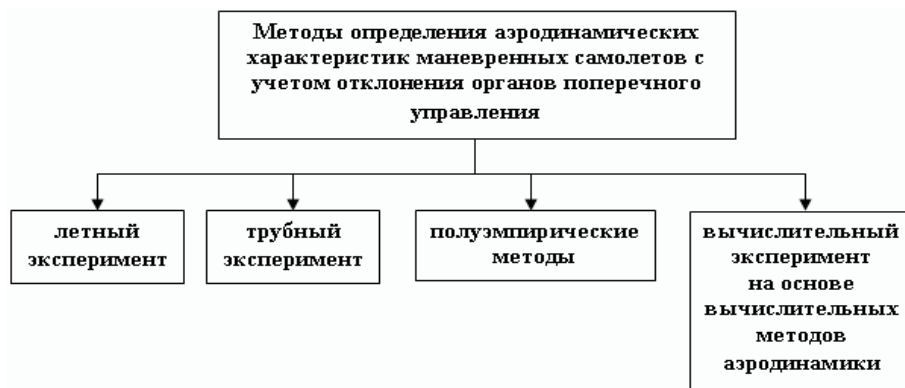 Методы определения аэродинамических
характеристик маневренных самолетов с
учетом отклонения органов поперечного
управления
летный
эксперимент
трубный
эксперимент
полуэмпирические
методы
вычислительный
эксперимент
на основе
вычислительных
методов
аэродинамики